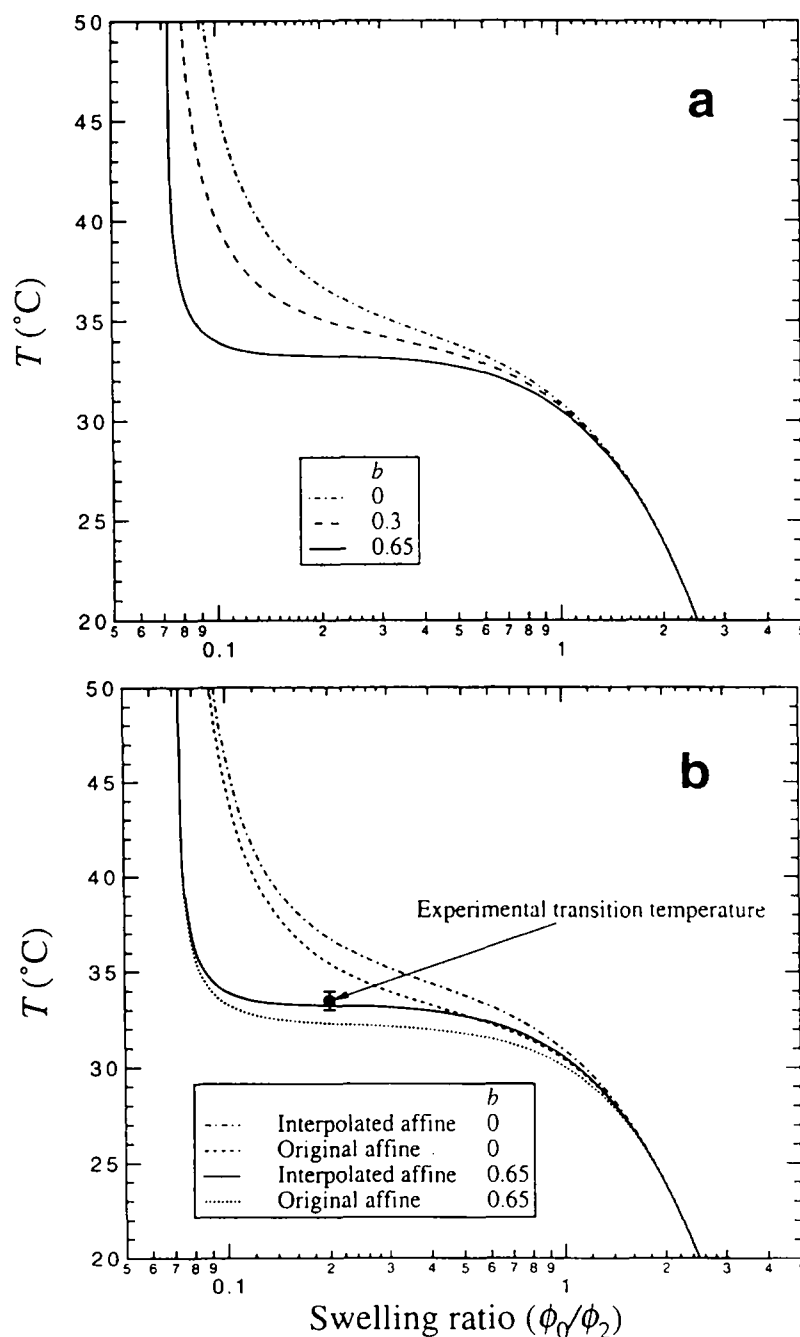 50
a
45
40
T (°C)
35
30
b
0
0.3
0.65
25
20
5 6 7 8 9 2 3 4 5 6 7 8 9 2 3 4 5
0.1 1
50
b
45
40
Experimental transition temperature
T (°C)
35
30
b
Interpolated affine 0
Original affine 0
Interpolated affine 0.65
Original affine 0.65
25
20
5 6 7 8 9 2 3 4 5 6 7 8 9 2 3 4 5
0.1 1
Swelling ratio (ϕ₀/ϕ₂)